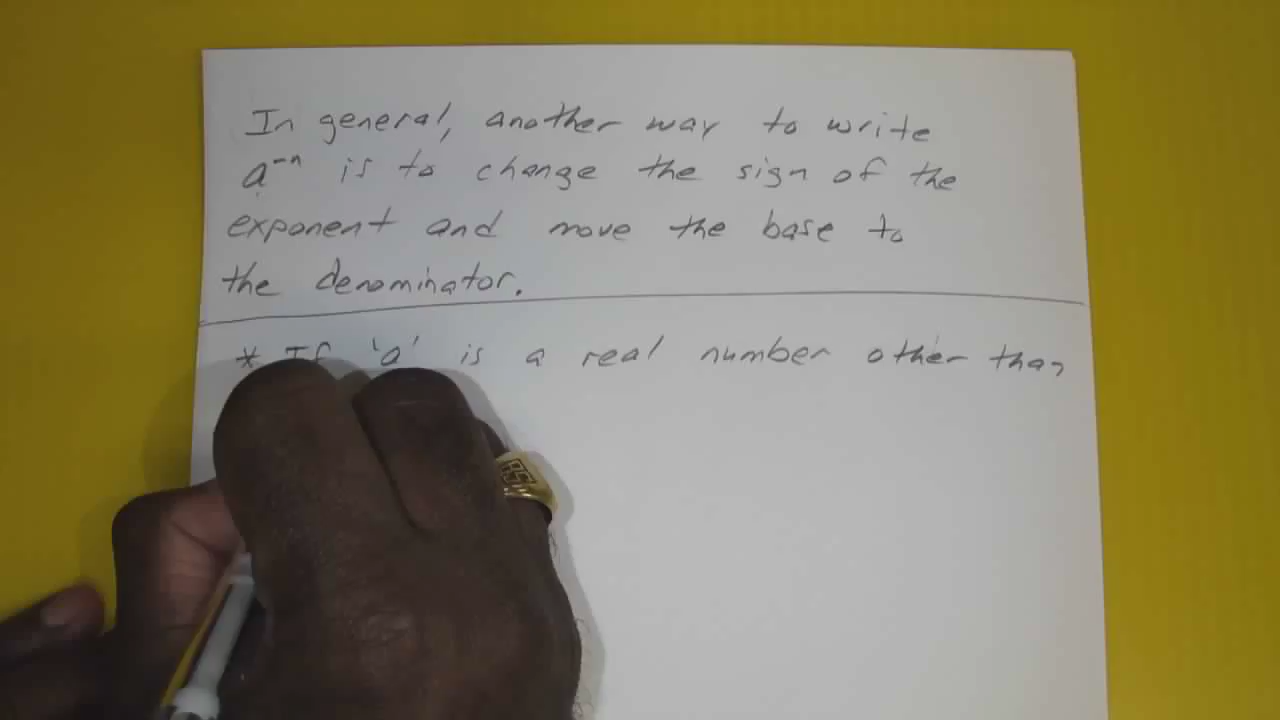 In general, another way to write
a⁻ⁿ is to change the sign of the
exponent and move the base to
the denominator.
* If 'a' is a real number other than